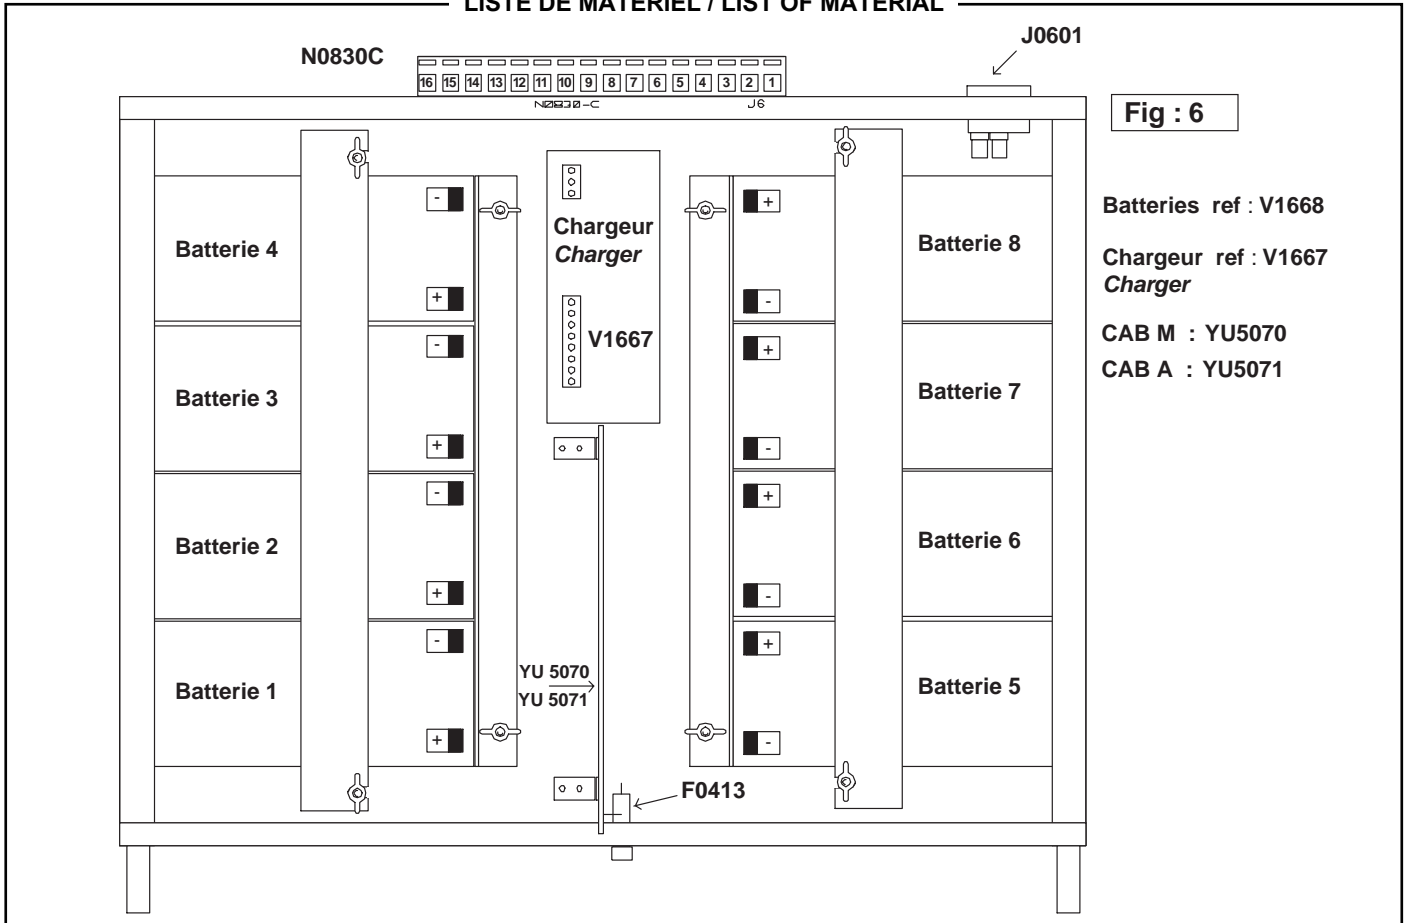 LISTE DE MATERIEL / LIST OF MATERIAL
J0601
N0830C
16 15 14 13 12 11 10 9 8 7 6 5 4 3 2 1
N0830-C J6
Fig : 6
Batteries ref : V1668
Chargeur ref : V1667
Charger
CAB M : YU5070
CAB A : YU5071
Batterie 4
- +
Batterie 3
- +
Batterie 2
- +
Batterie 1
- +
Chargeur
Charger
V1667
YU 5070
YU 5071
F0413
Batterie 8
+ -
Batterie 7
+ -
Batterie 6
+ -
Batterie 5
+ -